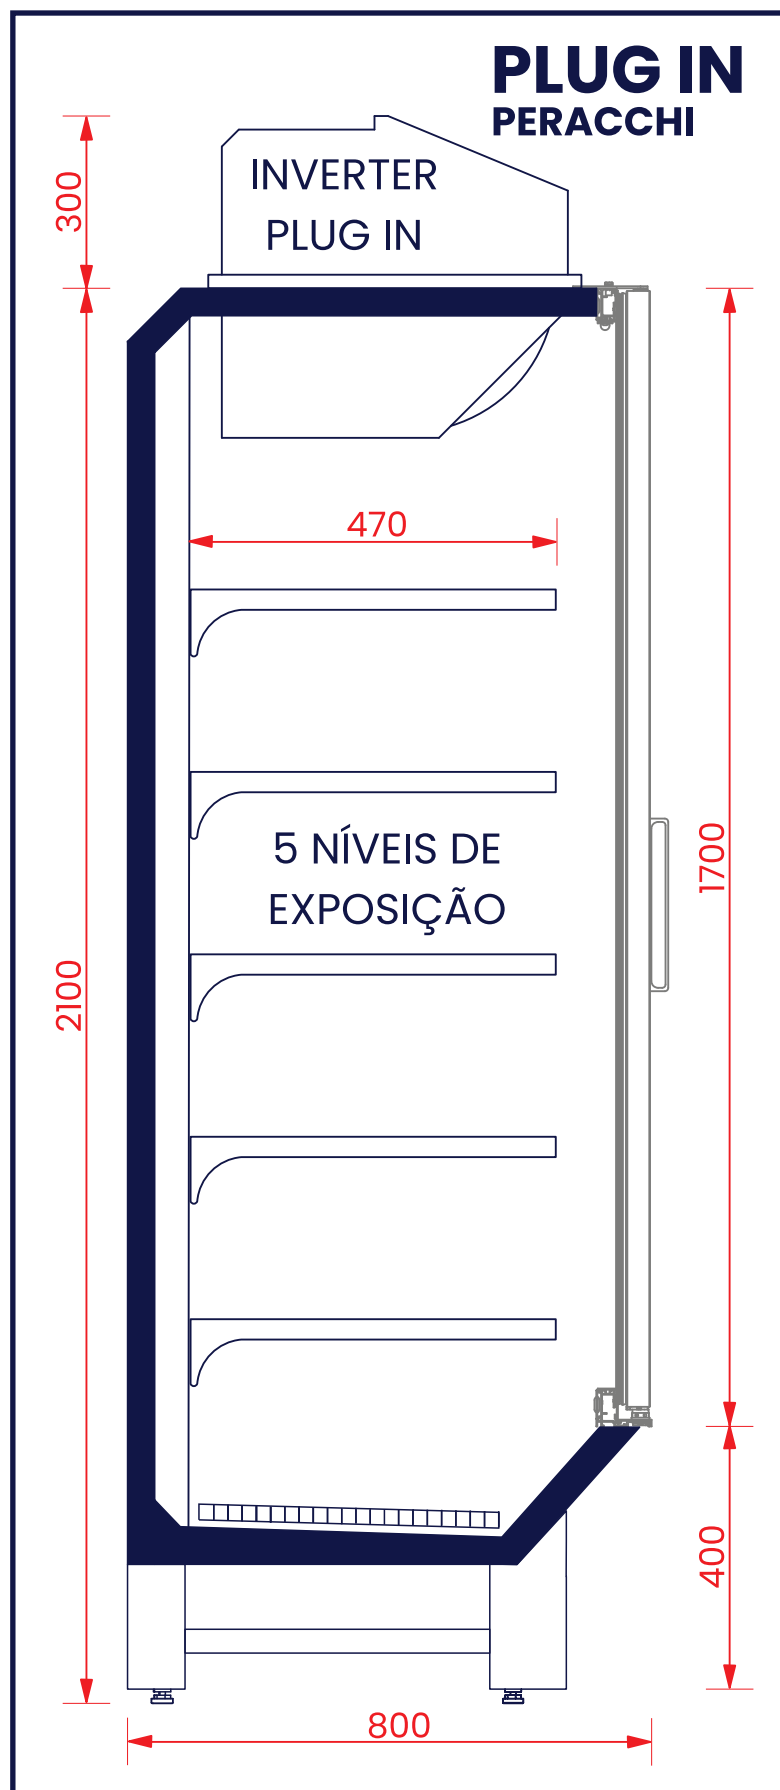 PLUG IN
PERACCHI
INVERTER
PLUG IN
300
470
5 NÍVEIS DE
EXPOSIÇÃO
1700
2100
400
800